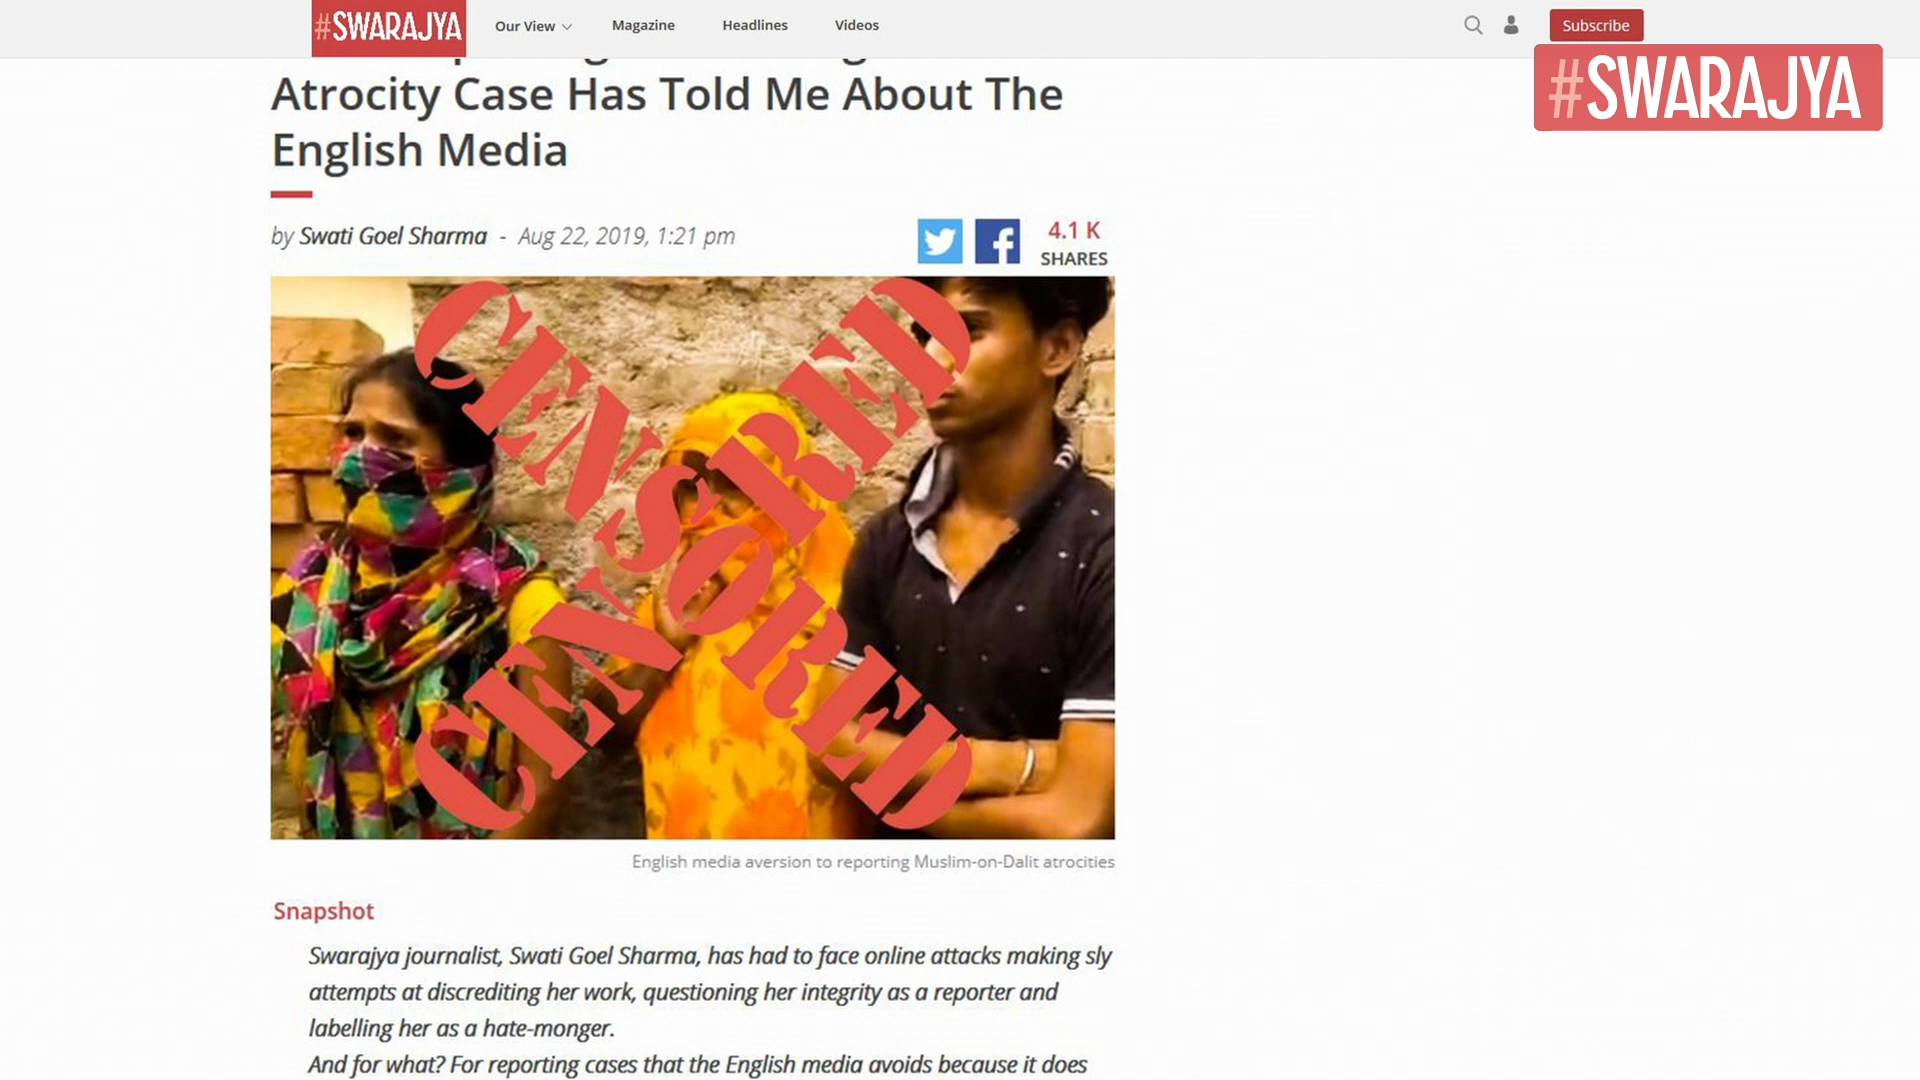 #SWARAJYA
Our View
Magazine
Headlines
Videos
Subscribe
#SWARAJYA
Atrocity Case Has Told Me About The
English Media
by Swati Goel Sharma - Aug 22, 2019, 1:21 pm
4.1 K
SHARES
CENSORED
CENSORED
English media aversion to reporting Muslim-on-Dalit atrocities
Snapshot
Swarajya journalist, Swati Goel Sharma, has had to face online attacks making sly
attempts at discrediting her work, questioning her integrity as a reporter and
labelling her as a hate-monger.
And for what? For reporting cases that the English media avoids because it does